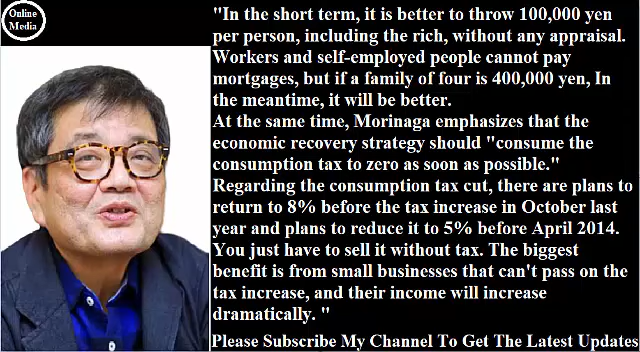 Online
Media
"In the short term, it is better to throw 100,000 yen
per person, including the rich, without any appraisal.
Workers and self-employed people cannot pay
mortgages, but if a family of four is 400,000 yen, In
the meantime, it will be better.
At the same time, Morinaga emphasizes that the
economic recovery strategy should "consume the
consumption tax to zero as soon as possible."
Regarding the consumption tax cut, there are plans to
return to 8% before the tax increase in October last
year and plans to reduce it to 5% before April 2014.
You just have to sell it without tax. The biggest
benefit is from small businesses that can't pass on the
tax increase, and their income will increase
dramatically. "
Please Subscribe My Channel To Get The Latest Updates